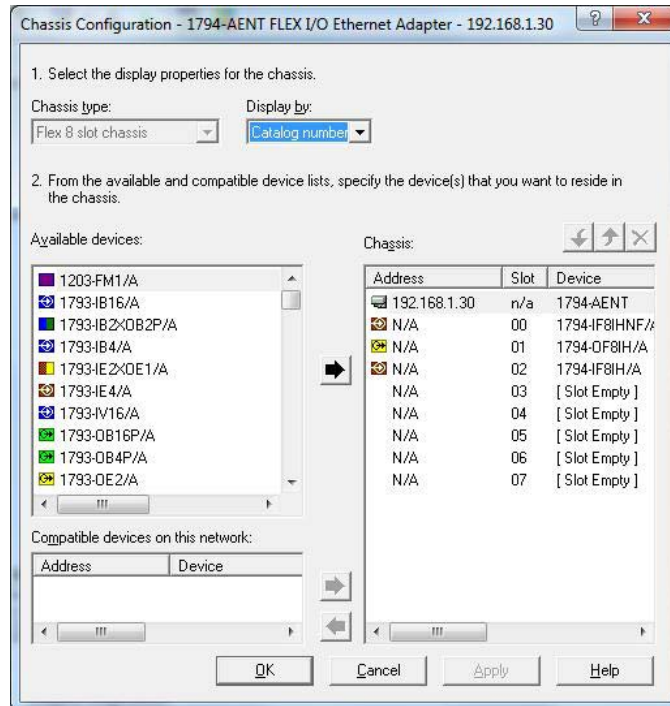 Chassis Configuration - 1794-AENT FLEX I/O Ethernet Adapter - 192.168.1.30
1. Select the display properties for the chassis.
Chassis type:
Display by:
Flex 8 slot chassis
Catalog number
2. From the available and compatible device lists, specify the device(s) that you want to reside in
the chassis.
Available devices:
1203-FM1/A
1793-IB16/A
1793-IB2XOB2P/A
1793-IB4/A
1793-IE2XOE1/A
1793-IE4/A
1793-IV16/A
1793-OB16P/A
1793-OB4P/A
1793-OE2/A
Compatible devices on this network:
Address Device
Chassis:
Address Slot Device
192.168.1.30 n/a 1794-AENT
N/A 00 1794-IF8IHNF/A
N/A 01 1794-OF8IH/A
N/A 02 1794-IF8IH/A
N/A 03 [ Slot Empty ]
N/A 04 [ Slot Empty ]
N/A 05 [ Slot Empty ]
N/A 06 [ Slot Empty ]
N/A 07 [ Slot Empty ]
OK Cancel Apply Help